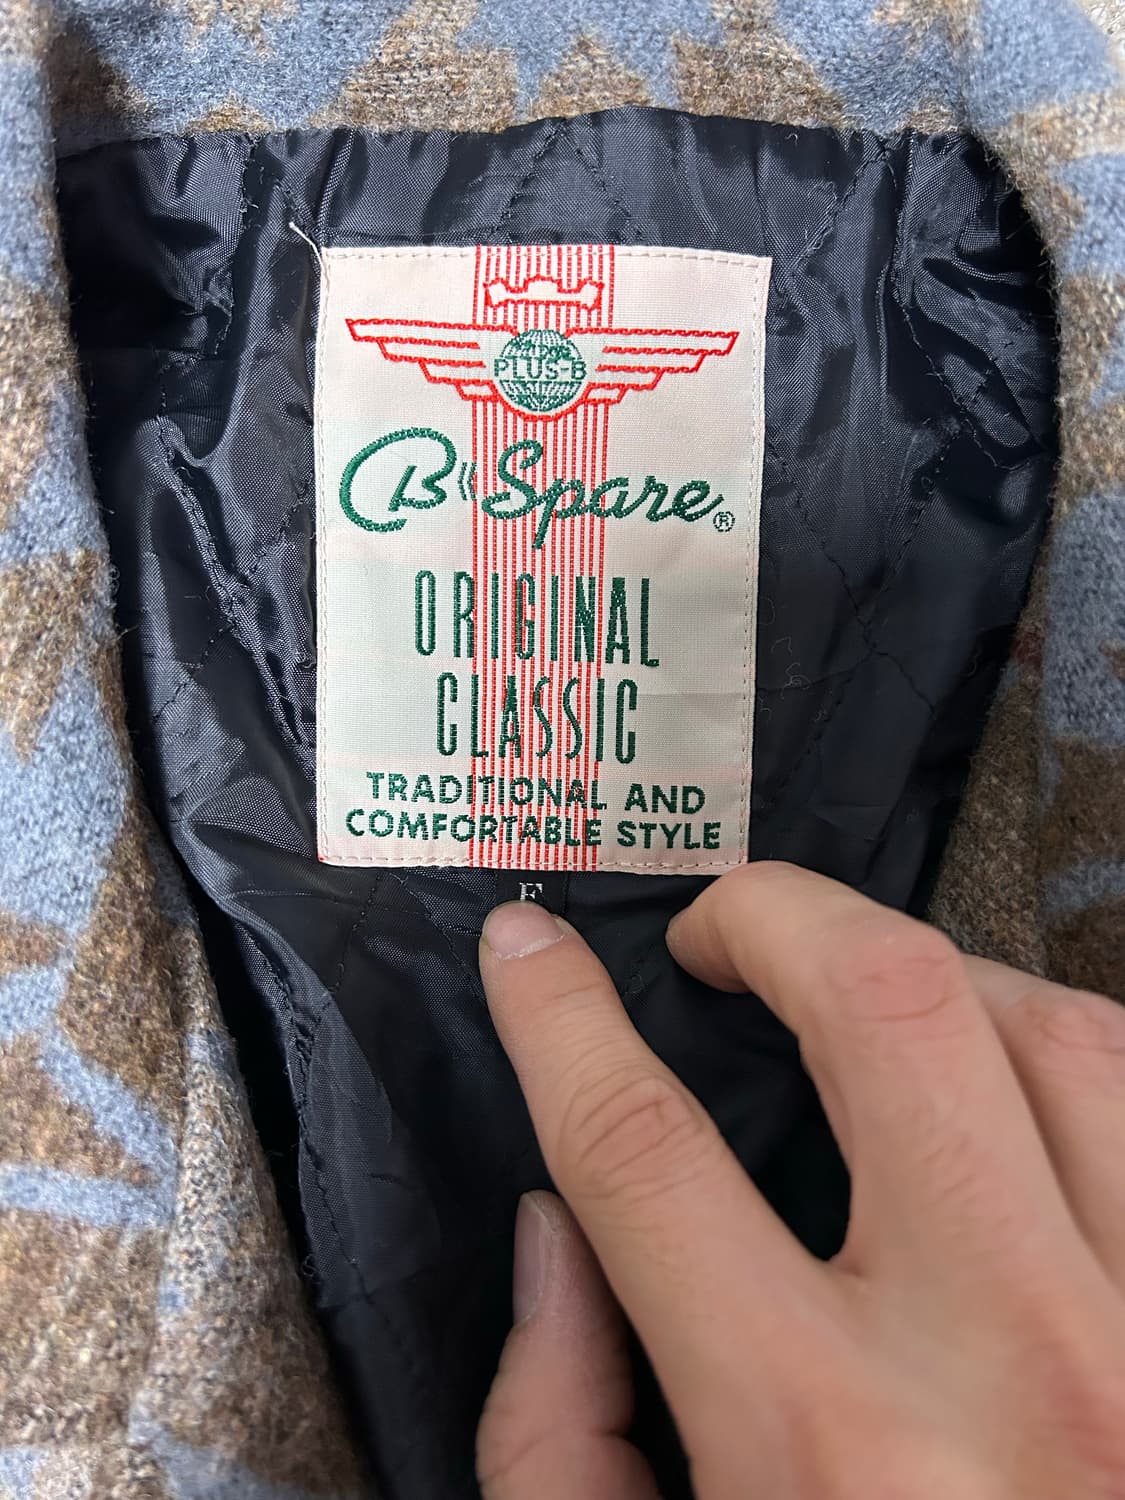 PLUS-B
B Spare®
ORIGINAL
CLASSIC
TRADITIONAL AND
COMFORTABLE STYLE